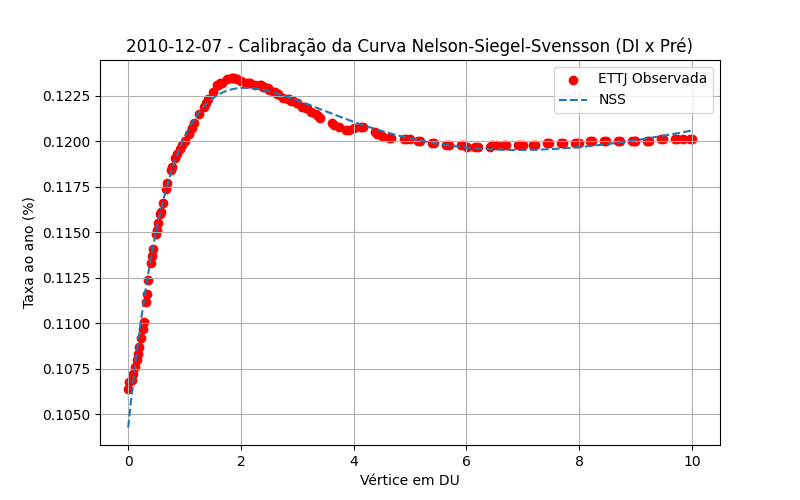 2010-12-07 - Calibração da Curva Nelson-Siegel-Svensson (DI x Pré)
ETTJ Observada
NSS
Taxa ao ano (%)
0.1225
0.1200
0.1175
0.1150
0.1125
0.1100
0.1075
0.1050
0 2 4 6 8 10
Vértice em DU